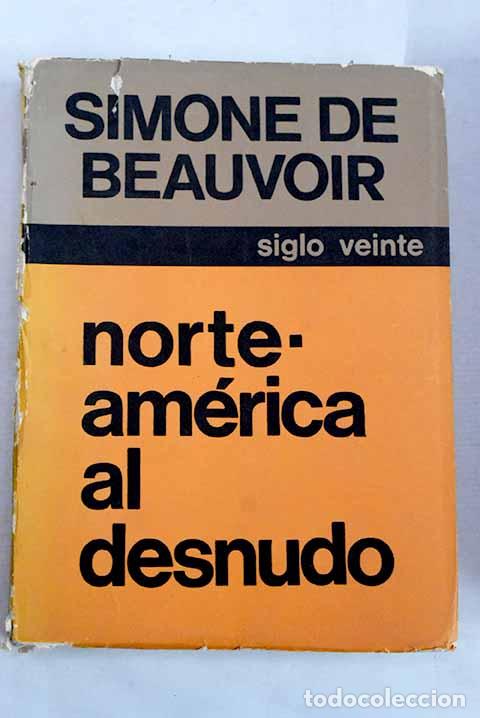 SIMONE DE
BEAUVOIR
siglo veinte
norte-
américa
al
desnudo
todocoleccion